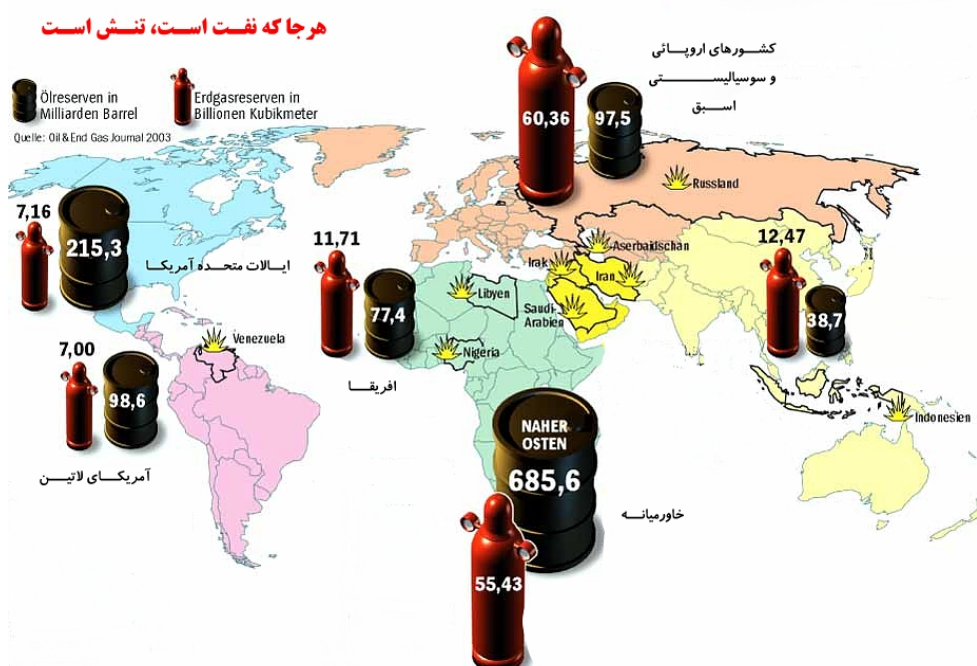 هرجا که نفت است، تنش است
Ölreserven in
Milliarden Barrel
Erdgasreserven in
Billionen Kubikmeter
Quelle: Oil & End Gas Journal 2003
کشورهای اروپائی
و سوسیالیستی
اسبق
60,36
97,5
Russland
7,16
215,3
ایالات متحده آمریکا
11,71
77,4
Libyen
Aserbaidschan
Irak
Iran
Saudi-
Arabien
12,47
38,7
Venezuela
Nigeria
7,00
98,6
افریقا
Indonesien
آمریکای لاتین
NAHER
OSTEN
685,6
خاورمیانه
55,43